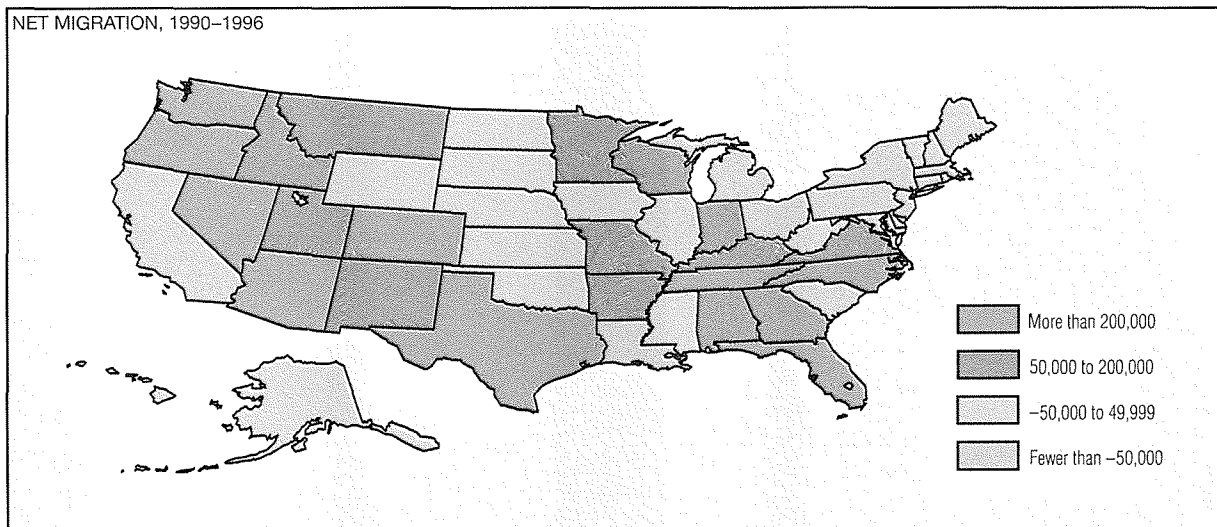 NET MIGRATION, 1990–1996
More than 200,000
50,000 to 200,000
–50,000 to 49,999
Fewer than –50,000